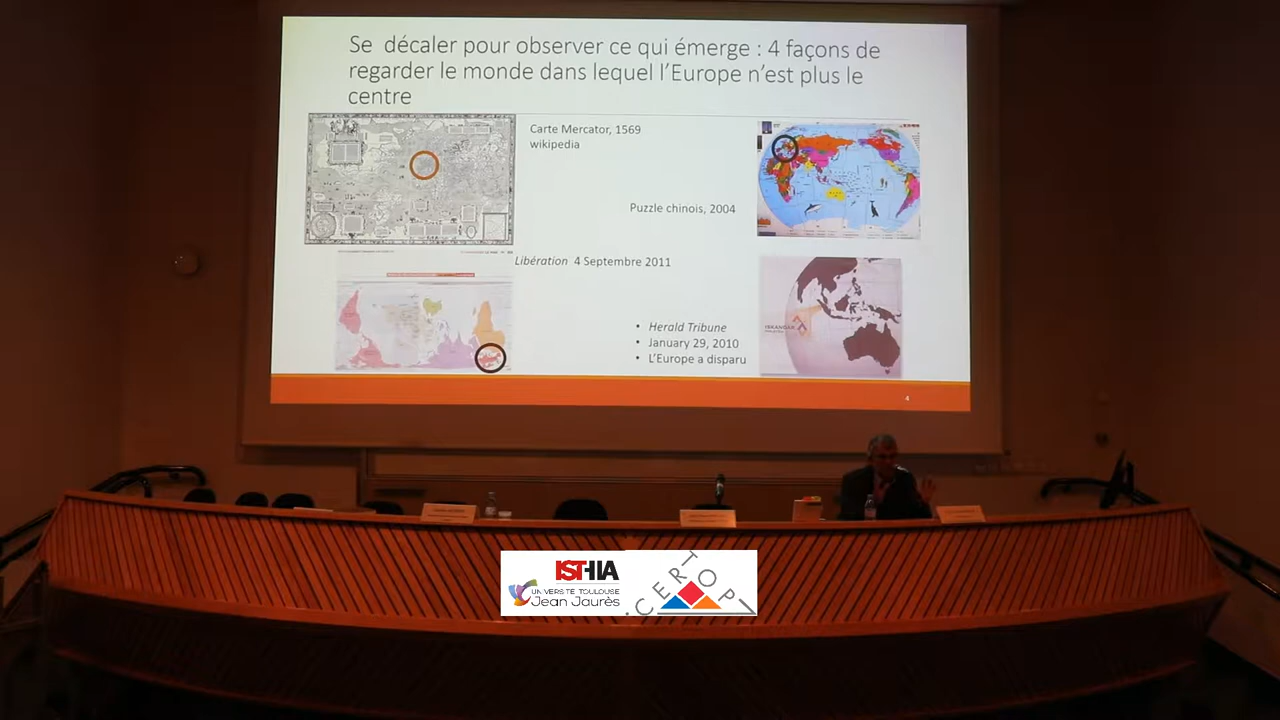 Se décaler pour observer ce qui émerge : 4 façons de
regarder le monde dans lequel l'Europe n'est plus le
centre
Carte Mercator, 1569
wikipedia
Puzzle chinois, 2004
Libération 4 Septembre 2011
• Herald Tribune
• January 29, 2010
• L'Europe a disparu
ISKANDAR
4
ISTHIA
UNIVERSITE TOULOUSE
Jean Jaurès
CERTOP